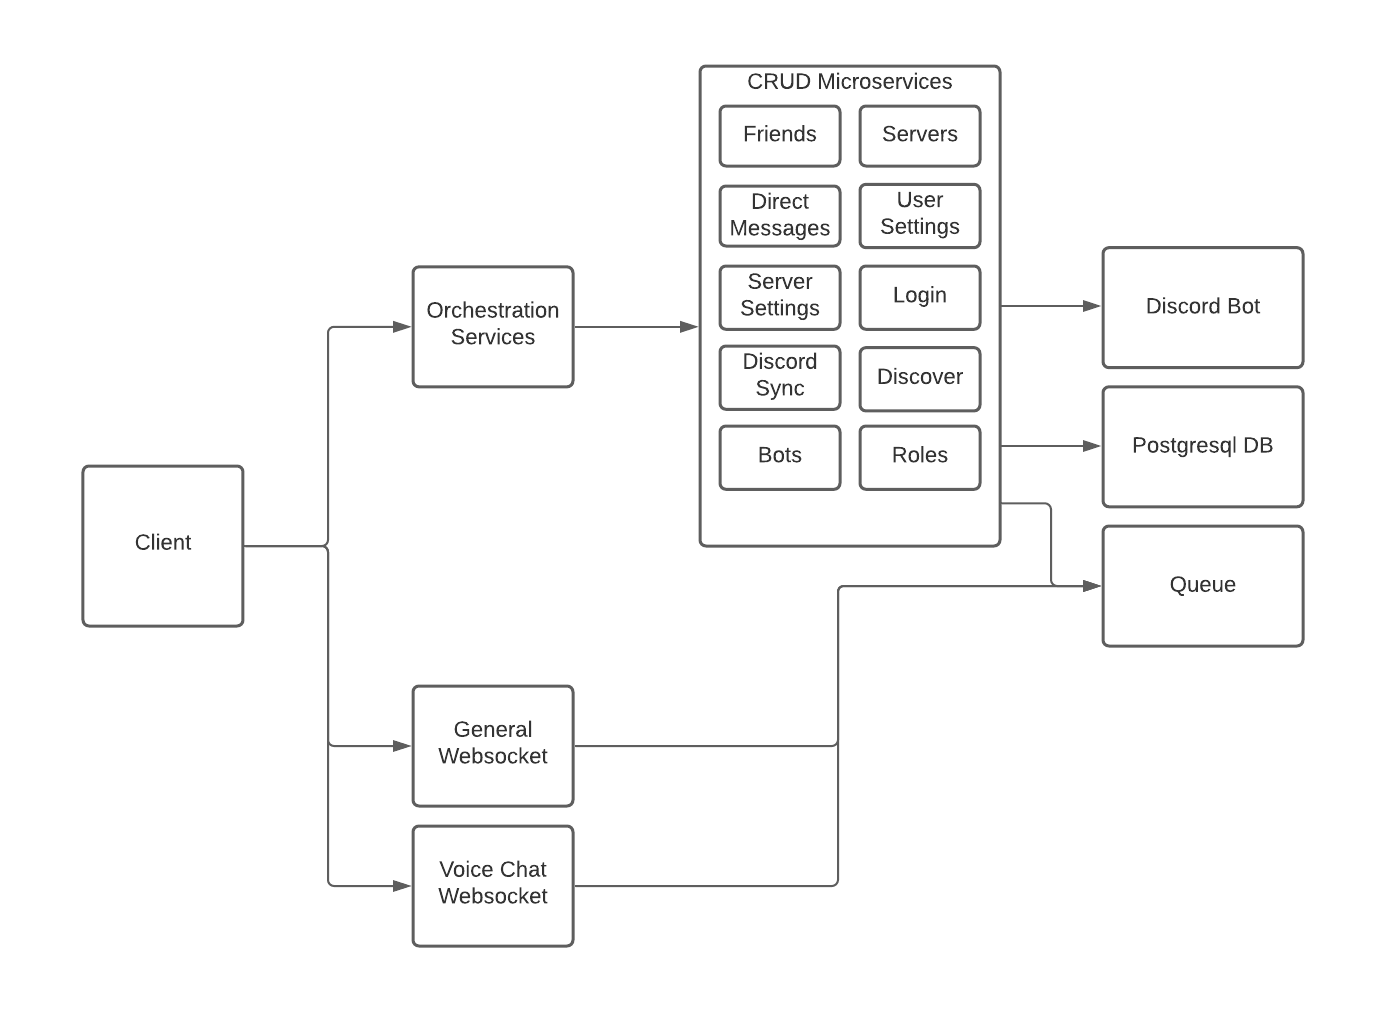 CRUD Microservices
Friends
Servers
Direct
Messages
User
Settings
Server
Settings
Login
Discord
Sync
Discover
Bots
Roles
Orchestration
Services
Discord Bot
Postgresql DB
Queue
Client
General
Websocket
Voice Chat
Websocket